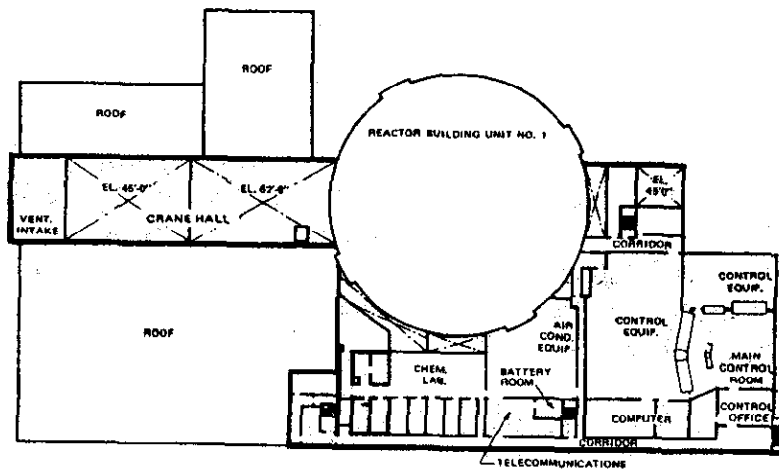 ROOF
ROOF
REACTOR BUILDING UNIT NO. 1
EL. 45'-0"
EL. 62'-6"
EL.
45'0"
VENT.
INTAKE
CRANE HALL
CORRIDOR
CONTROL
EQUIP.
ROOF
AIR
COND.
EQUIP.
CONTROL
EQUIP.
CHEM.
LAB.
BATTERY
ROOM
MAIN
CONTROL
ROOM
COMPUTER
CONTROL
OFFICE
CORRIDOR
TELECOMMUNICATIONS